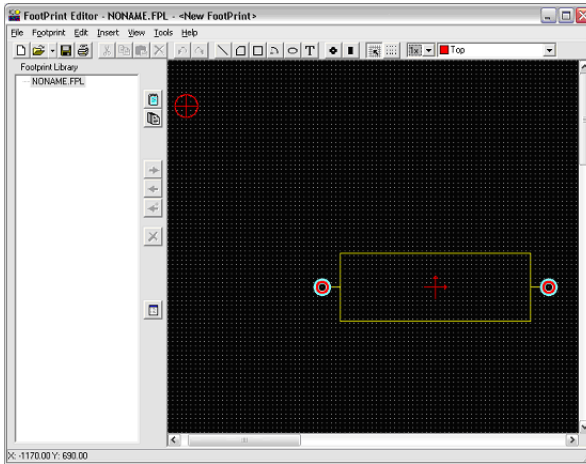 FootPrint Editor - NONAME.FPL - <New FootPrint>
File Footprint Edit Insert View Tools Help
T Top
Footprint Library
NONAME.FPL
X: -1170.00 Y: 690.00